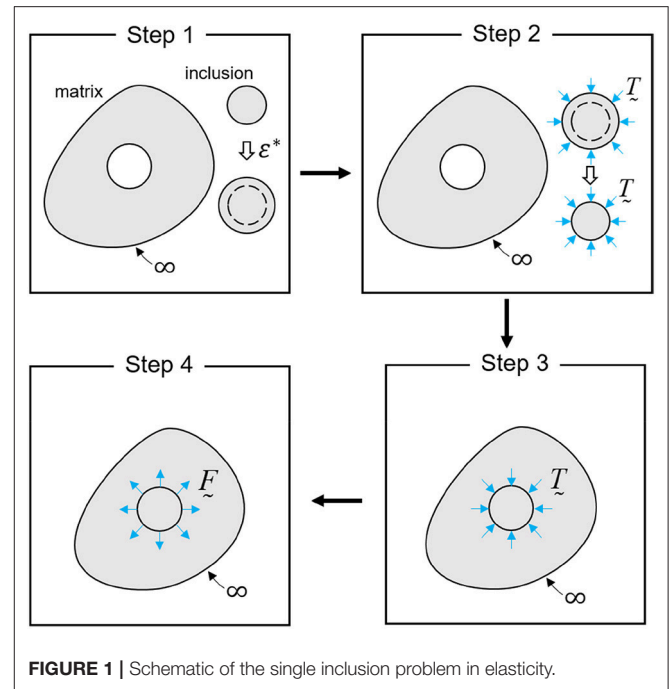 Step 1
matrix
inclusion
ε*
∞
Step 2
T
T
∞
Step 4
F
∞
Step 3
T
∞
FIGURE 1 | Schematic of the single inclusion problem in elasticity.